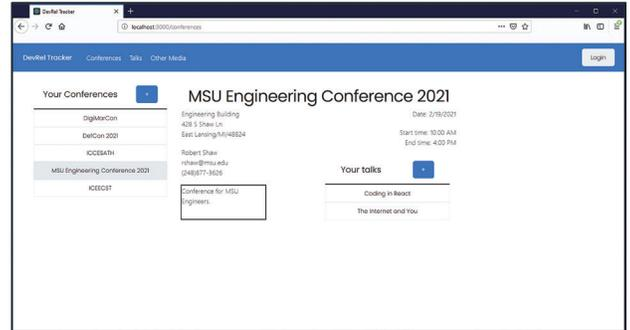 DevRel Tracker
localhost:3000/conferences
DevRel Tracker Conferences Talks Other Media Login
Your Conferences +
DigiMarCon
DefCon 2021
ICCESATH
MSU Engineering Conference 2021
ICEECST
MSU Engineering Conference 2021
Engineering Building
428 S Shaw Ln
East Lansing/MI/48824
Robert Shaw
rshaw@msu.edu
(248)877-3626
Conference for MSU
Engineers.
Date: 2/19/2021
Start time: 10:00 AM
End time: 4:00 PM
Your talks +
Coding in React
The Internet and You